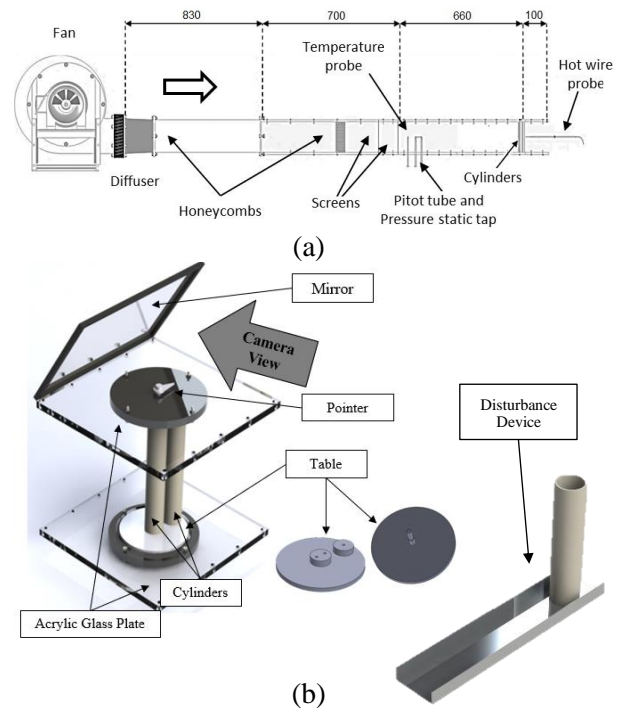 830
700
660
100
Fan
Temperature
probe
Hot wire
probe
Diffuser
Honeycombs
Screens
Pitot tube and
Pressure static tap
Cylinders
(a)
Mirror
Camera
View
Pointer
Disturbance
Device
Table
Cylinders
Acrylic Glass Plate
(b)